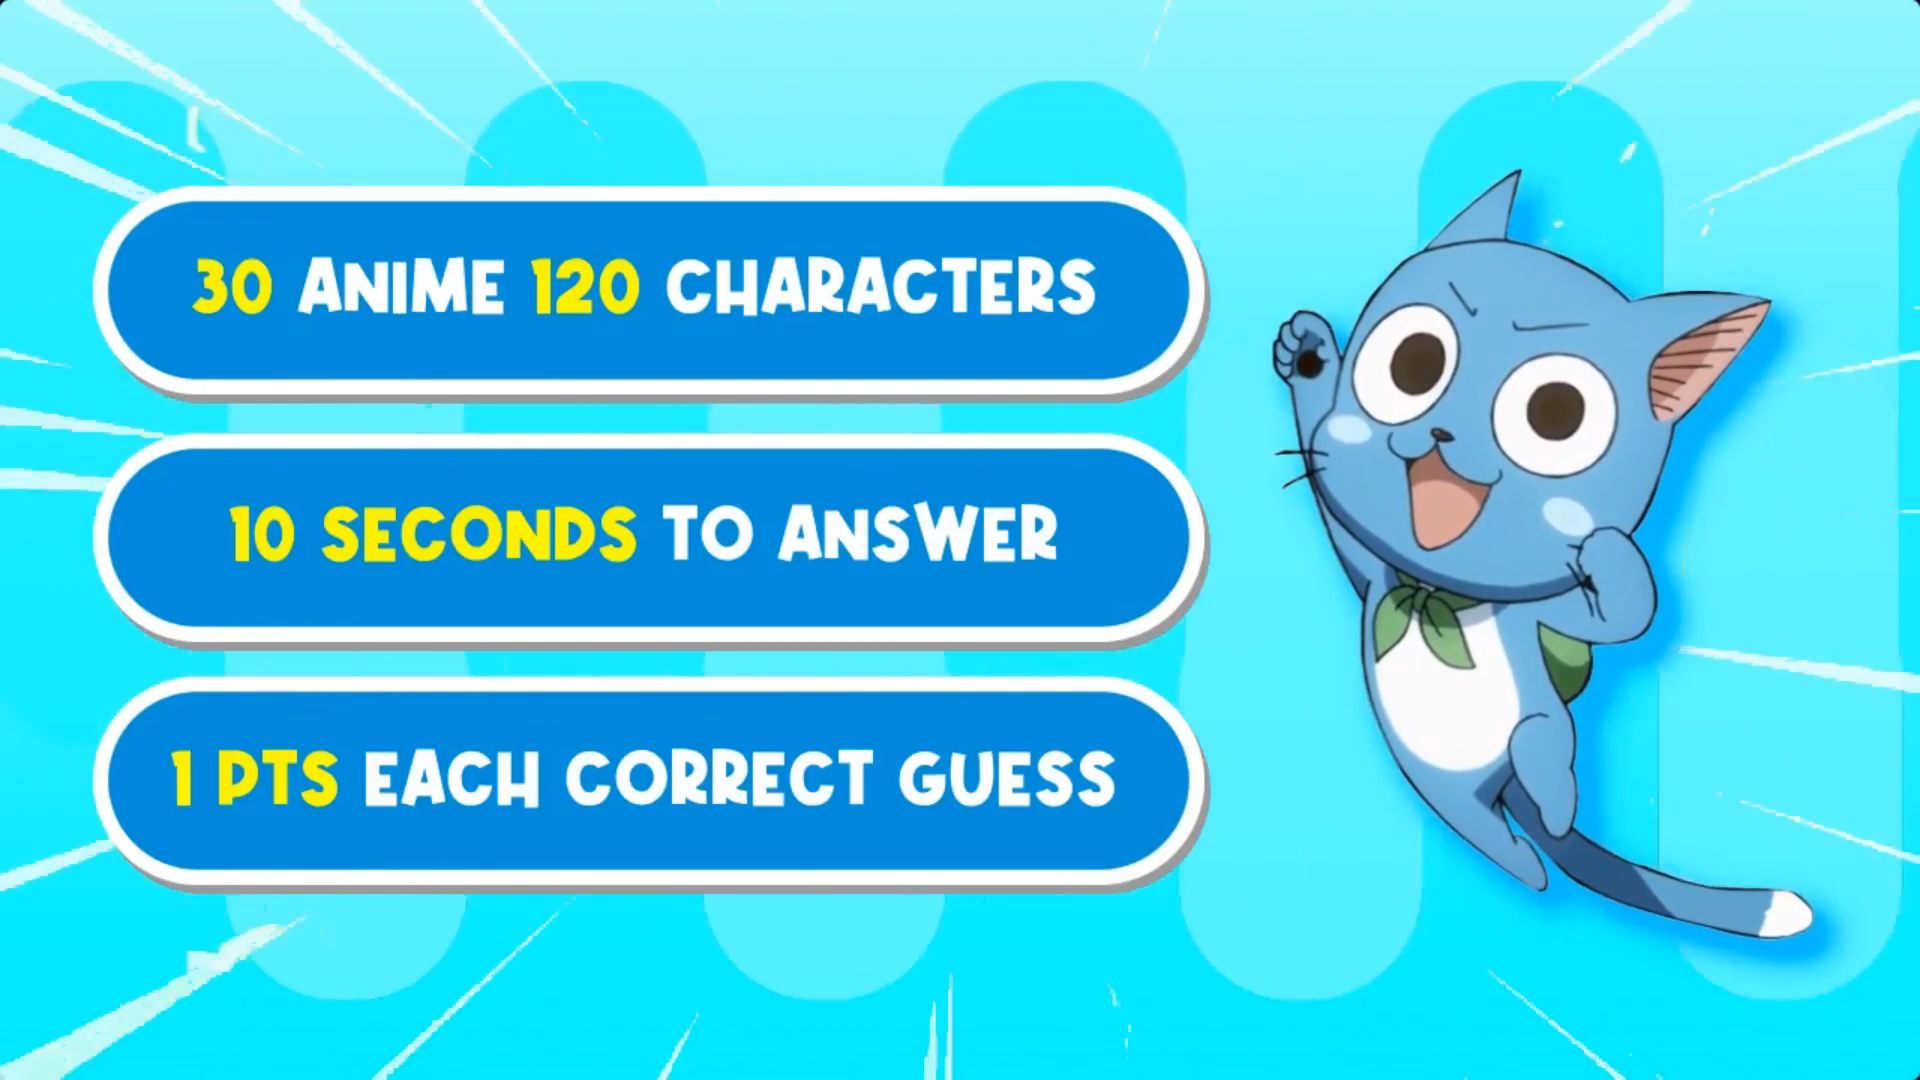 30 ANIME 120 CHARACTERS
10 SECONDS TO ANSWER
1 PTS EACH CORRECT GUESS